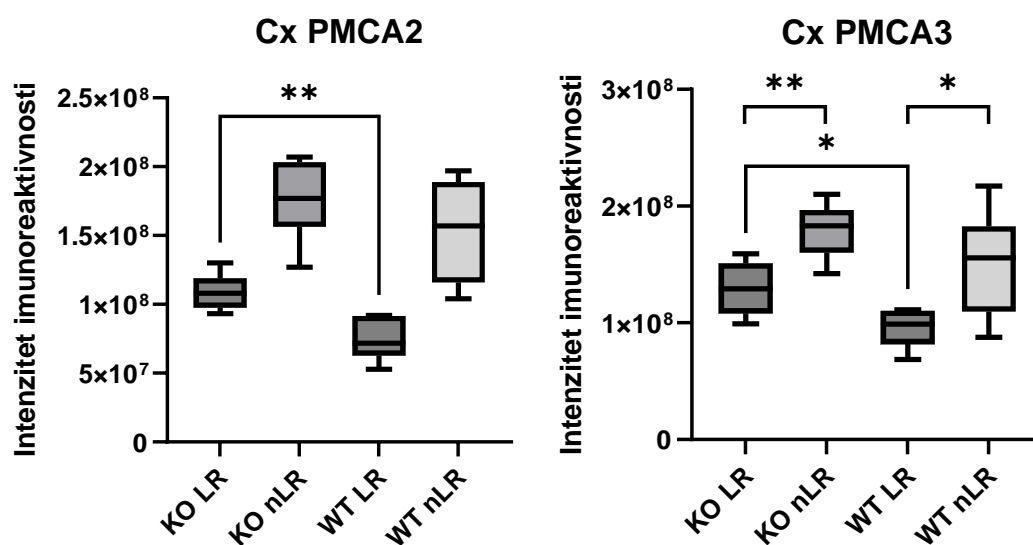 Cx PMCA2
Intenzitet imunoreaktivnosti
2.5×10⁸
2×10⁸
1.5×10⁸
1×10⁸
5×10⁷
0
**
KO LR
KO nLR
WT LR
WT nLR
Cx PMCA3
Intenzitet imunoreaktivnosti
3×10⁸
2×10⁸
1×10⁸
0
**
*
*
KO LR
KO nLR
WT LR
WT nLR